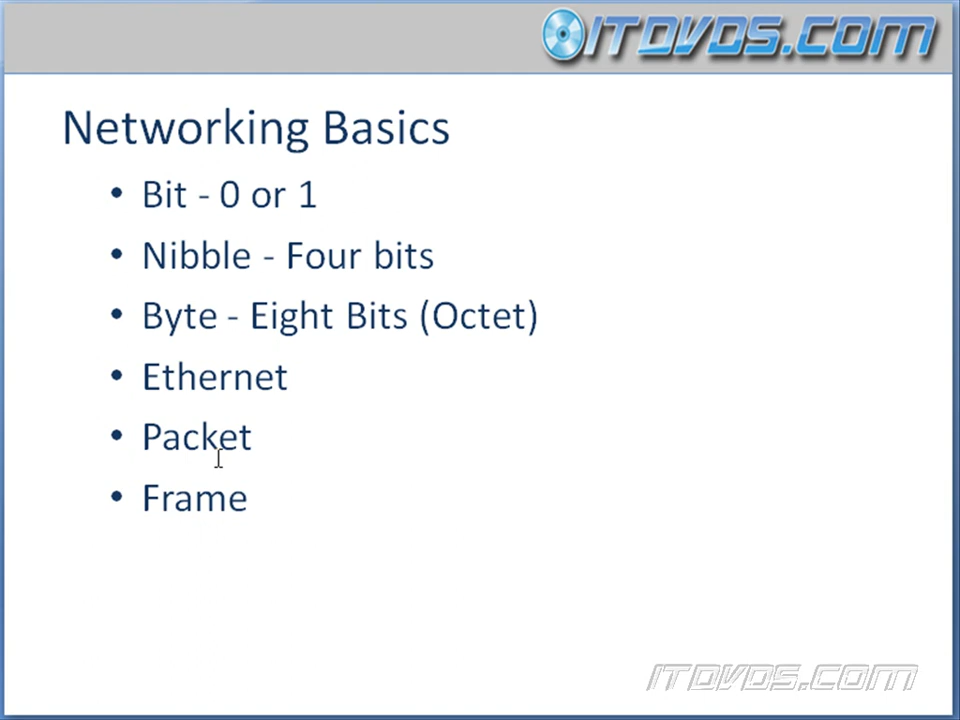 ITDVDS.COM
Networking Basics
• Bit - 0 or 1
• Nibble - Four bits
• Byte - Eight Bits (Octet)
• Ethernet
• Packet
• Frame
ITDVDS.COM